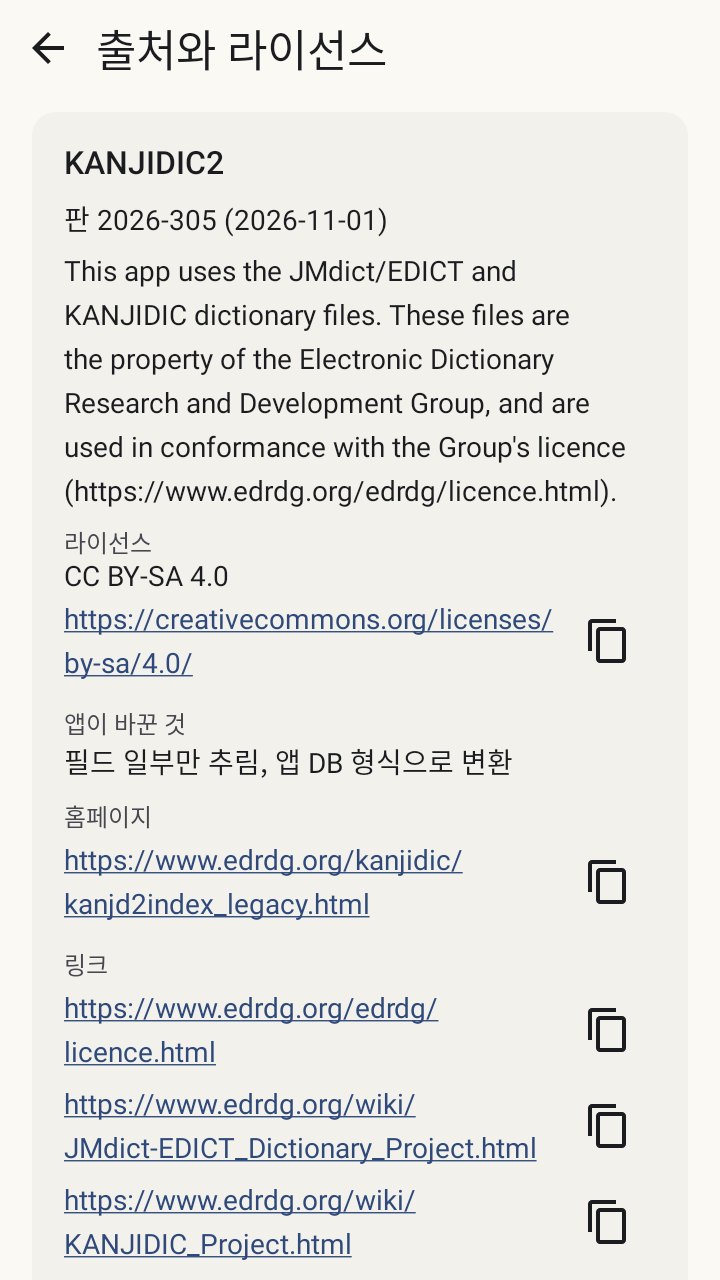 출처와 라이선스
KANJIDIC2
판 2026-305 (2026-11-01)
This app uses the JMdict/EDICT and
KANJIDIC dictionary files. These files are
the property of the Electronic Dictionary
Research and Development Group, and are
used in conformance with the Group's licence
(https://www.edrdg.org/edrdg/licence.html).
라이선스
CC BY-SA 4.0
https://creativecommons.org/licenses/
by-sa/4.0/
앱이 바꾼 것
필드 일부만 추림, 앱 DB 형식으로 변환
홈페이지
https://www.edrdg.org/kanjidic/
kanjd2index_legacy.html
링크
https://www.edrdg.org/edrdg/
licence.html
https://www.edrdg.org/wiki/
JMdict-EDICT_Dictionary_Project.html
https://www.edrdg.org/wiki/
KANJIDIC_Project.html